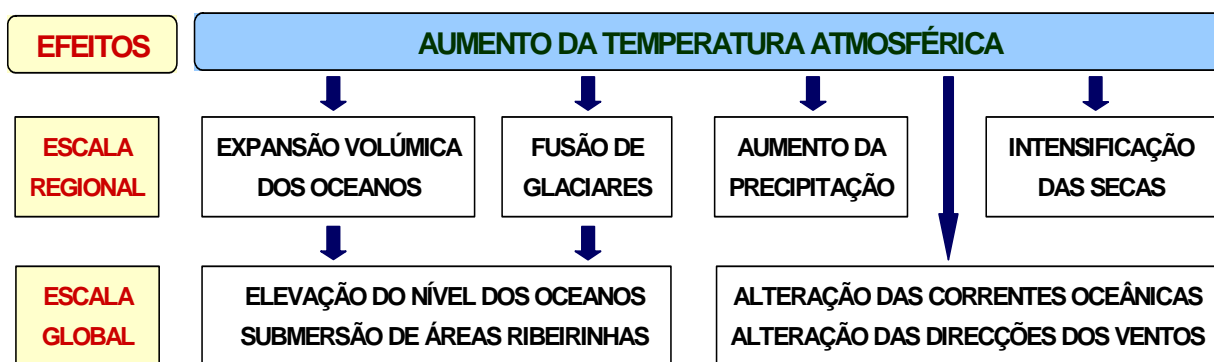 EFEITOS
AUMENTO DA TEMPERATURA ATMOSFÉRICA
ESCALA
REGIONAL
EXPANSÃO VOLÚMICA
DOS OCEANOS
FUSÃO DE
GLACIARES
AUMENTO DA
PRECIPITAÇÃO
INTENSIFICAÇÃO
DAS SECAS
ESCALA
GLOBAL
ELEVAÇÃO DO NÍVEL DOS OCEANOS
SUBMERSÃO DE ÁREAS RIBEIRINHAS
ALTERAÇÃO DAS CORRENTES OCEÂNICAS
ALTERAÇÃO DAS DIRECÇÕES DOS VENTOS